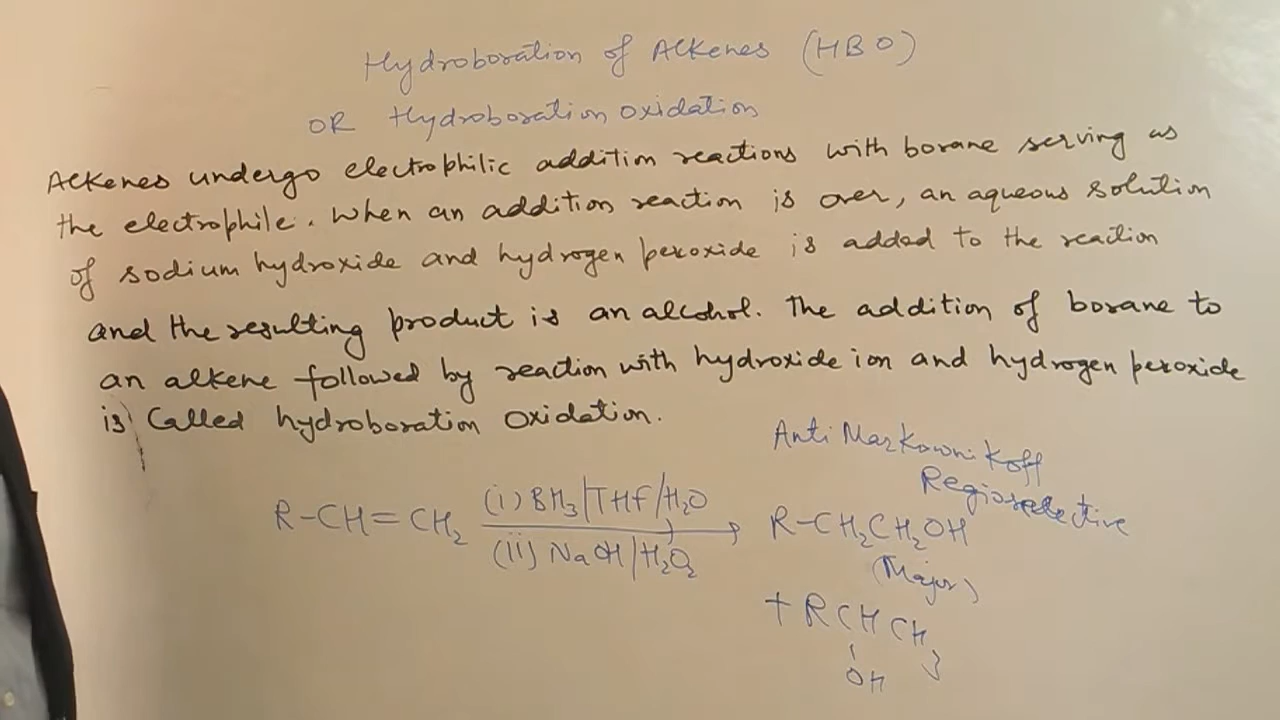 Hydroboration of Alkenes (HBO)
OR Hydroboration oxidation
Alkenes undergo electrophilic addition reactions with borane serving as
the electrophile. When an addition reaction is over, an aqueous solution
of sodium hydroxide and hydrogen peroxide is added to the reaction
and the resulting product is an alcohol. The addition of borane to
an alkene followed by reaction with hydroxide ion and hydrogen peroxide
is called hydroboration oxidation.
Anti Markownikoff
Regioselective
R-CH=CH₂ (i) BH₃/THF/H₂O
(ii) NaOH/H₂O₂ → R-CH₂CH₂OH
(Major)
+ RCHCH₃
OH